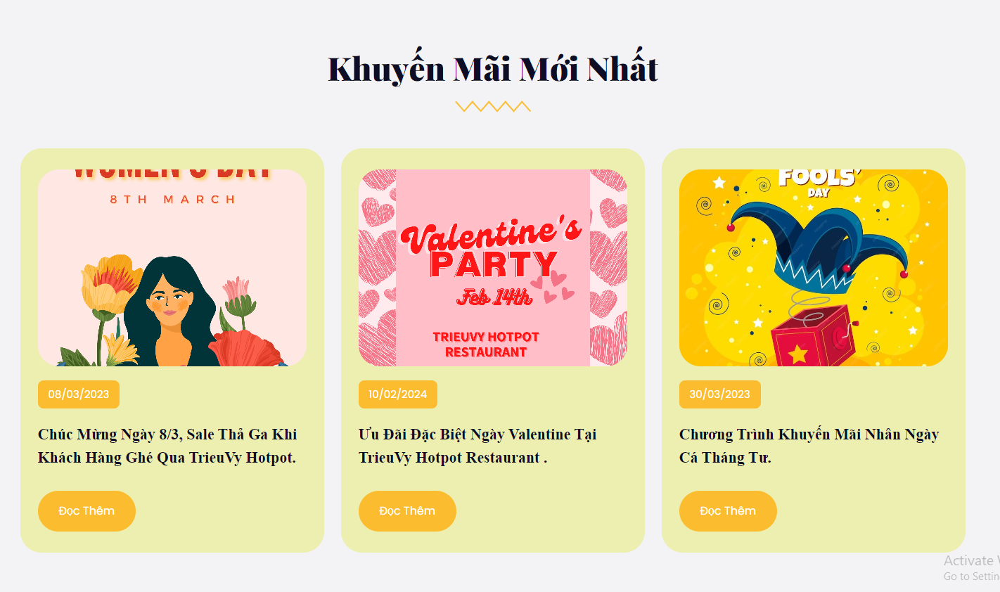 Khuyến Mãi Mới Nhất
WOMEN'S DAY
8TH MARCH
08/03/2023
Chúc Mừng Ngày 8/3, Sale Thả Ga Khi
Khách Hàng Ghé Qua TrieuVy Hotpot.
Đọc Thêm
Valentine's
PARTY
Feb 14th
TRIEUVY HOTPOT
RESTAURANT
10/02/2024
Ưu Đãi Đặc Biệt Ngày Valentine Tại
TrieuVy Hotpot Restaurant .
Đọc Thêm
FOOLS'
DAY
30/03/2023
Chương Trình Khuyến Mãi Nhân Ngày
Cá Tháng Tư.
Đọc Thêm
Activate
Go to Settin